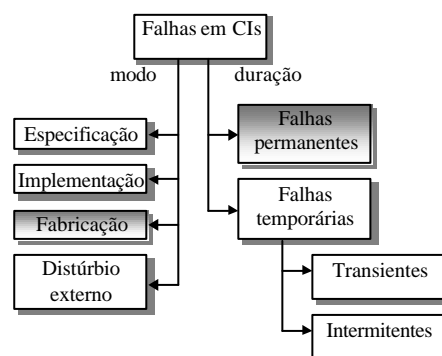 Falhas em CIs
modo
duração
Especificação
Implementação
Fabricação
Distúrbio
externo
Falhas
permanentes
Falhas
temporárias
Transientes
Intermitentes